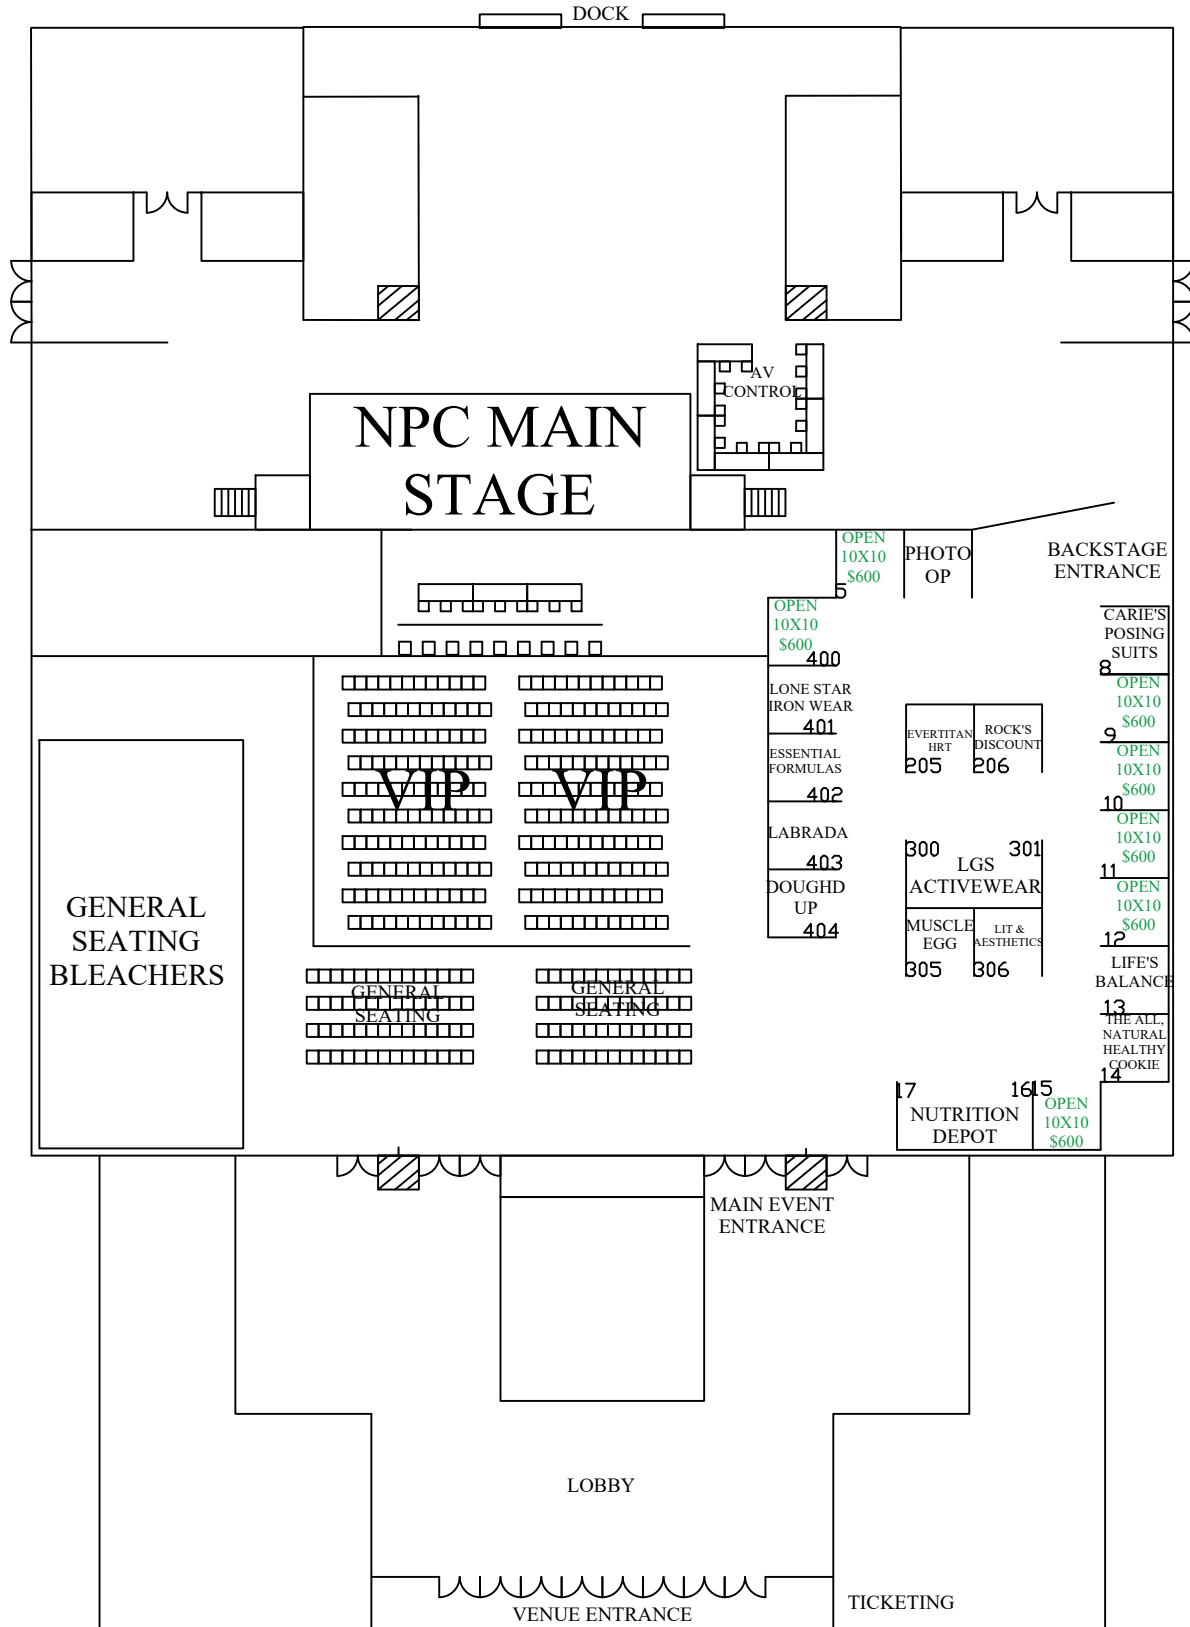 DOCK
AV
CONTROL
NPC MAIN
STAGE
OPEN
10X10
$600
5
PHOTO
OP
BACKSTAGE
ENTRANCE
OPEN
10X10
$600
400
CARIE'S
POSING
SUITS
8
LONE STAR
IRON WEAR
401
OPEN
10X10
$600
9
EVERTITAN
HRT
205
ROCK'S
DISCOUNT
206
ESSENTIAL
FORMULAS
402
OPEN
10X10
$600
10
VIP
VIP
LABRADA
403
300
301
LGS
ACTIVEWEAR
OPEN
10X10
$600
11
DOUGHD
UP
404
OPEN
10X10
$600
12
GENERAL
SEATING
BLEACHERS
MUSCLE
EGG
305
LIT &
AESTHETICS
306
LIFE'S
BALANCE
13
GENERAL
SEATING
GENERAL
SEATING
THE ALL,
NATURAL
HEALTHY
COOKIE
14
17
16
NUTRITION
DEPOT
15
OPEN
10X10
$600
MAIN EVENT
ENTRANCE
LOBBY
VENUE ENTRANCE
TICKETING